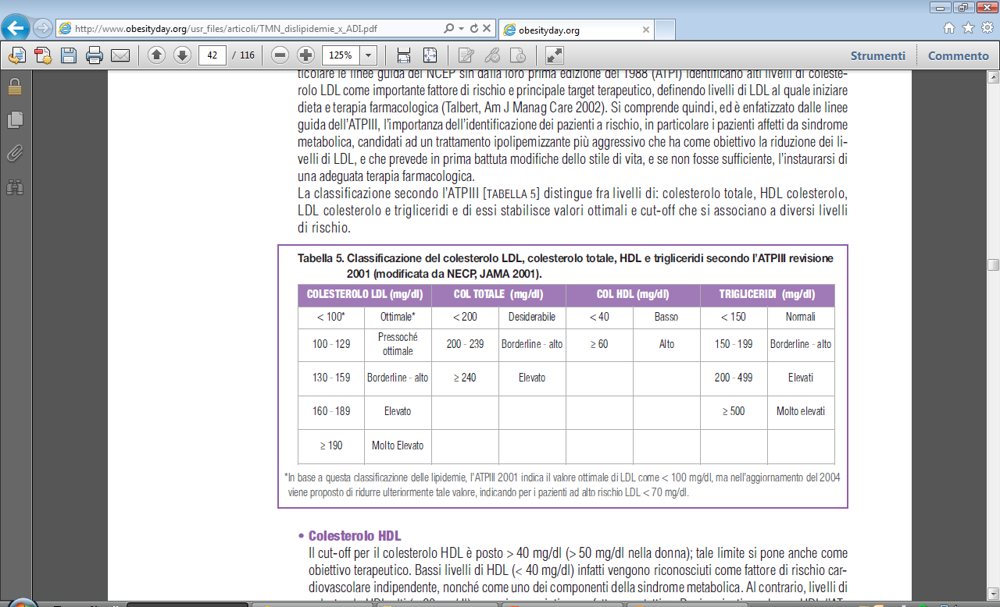 http://www.obesityday.org/usr_files/articoli/TMN_dislipidemie_x_ADI.pdf
obesityday.org
42 / 116
125%
Strumenti
Commento
ticolare le linee guida del NCEP sin dalla loro prima edizione del 1988 (ATPI) identificano alti livelli di coleste-
rolo LDL come importante fattore di rischio e principale target terapeutico, definendo livelli di LDL al quale iniziare
dieta e terapia farmacologica (Talbert, Am J Manag Care 2002). Si comprende quindi, ed è enfatizzato dalle linee
guida dell'ATPIII, l'importanza dell'identificazione dei pazienti a rischio, in particolare i pazienti affetti da sindrome
metabolica, candidati ad un trattamento ipolipemizzante più aggressivo che ha come obiettivo la riduzione dei li-
velli di LDL, e che prevede in prima battuta modifiche dello stile di vita, e se non fosse sufficiente, l'instaurarsi di
una adeguata terapia farmacologica.
La classificazione secondo l'ATPIII [TABELLA 5] distingue fra livelli di: colesterolo totale, HDL colesterolo,
LDL colesterolo e trigliceridi e di essi stabilisce valori ottimali e cut-off che si associano a diversi livelli
di rischio.
Tabella 5. Classificazione del colesterolo LDL, colesterolo totale, HDL e trigliceridi secondo l'ATPIII revisione
2001 (modificata da NECP, JAMA 2001).
COLESTEROLO LDL (mg/dl) COL TOTALE (mg/dl) COL HDL (mg/dl) TRIGLICERIDI (mg/dl)
< 100* Ottimale* < 200 Desiderabile < 40 Basso < 150 Normali
100 - 129 Pressoché ottimale 200 - 239 Borderline - alto ≥ 60 Alto 150 - 199 Borderline - alto
130 - 159 Borderline - alto ≥ 240 Elevato 200 - 499 Elevati
160 - 189 Elevato ≥ 500 Molto elevati
≥ 190 Molto Elevato
*In base a questa classificazione delle lipidemie, l'ATPIII 2001 indica il valore ottimale di LDL come < 100 mg/dl, ma nell'aggiornamento del 2004
viene proposto di ridurre ulteriormente tale valore, indicando per i pazienti ad alto rischio LDL < 70 mg/dl.
• Colesterolo HDL
Il cut-off per il colesterolo HDL è posto > 40 mg/dl (> 50 mg/dl nella donna); tale limite si pone anche come
obiettivo terapeutico. Bassi livelli di HDL (< 40 mg/dl) infatti vengono riconosciuti come fattore di rischio car-
diovascolare indipendente, nonché come uno dei componenti della sindrome metabolica. Al contrario, livelli di